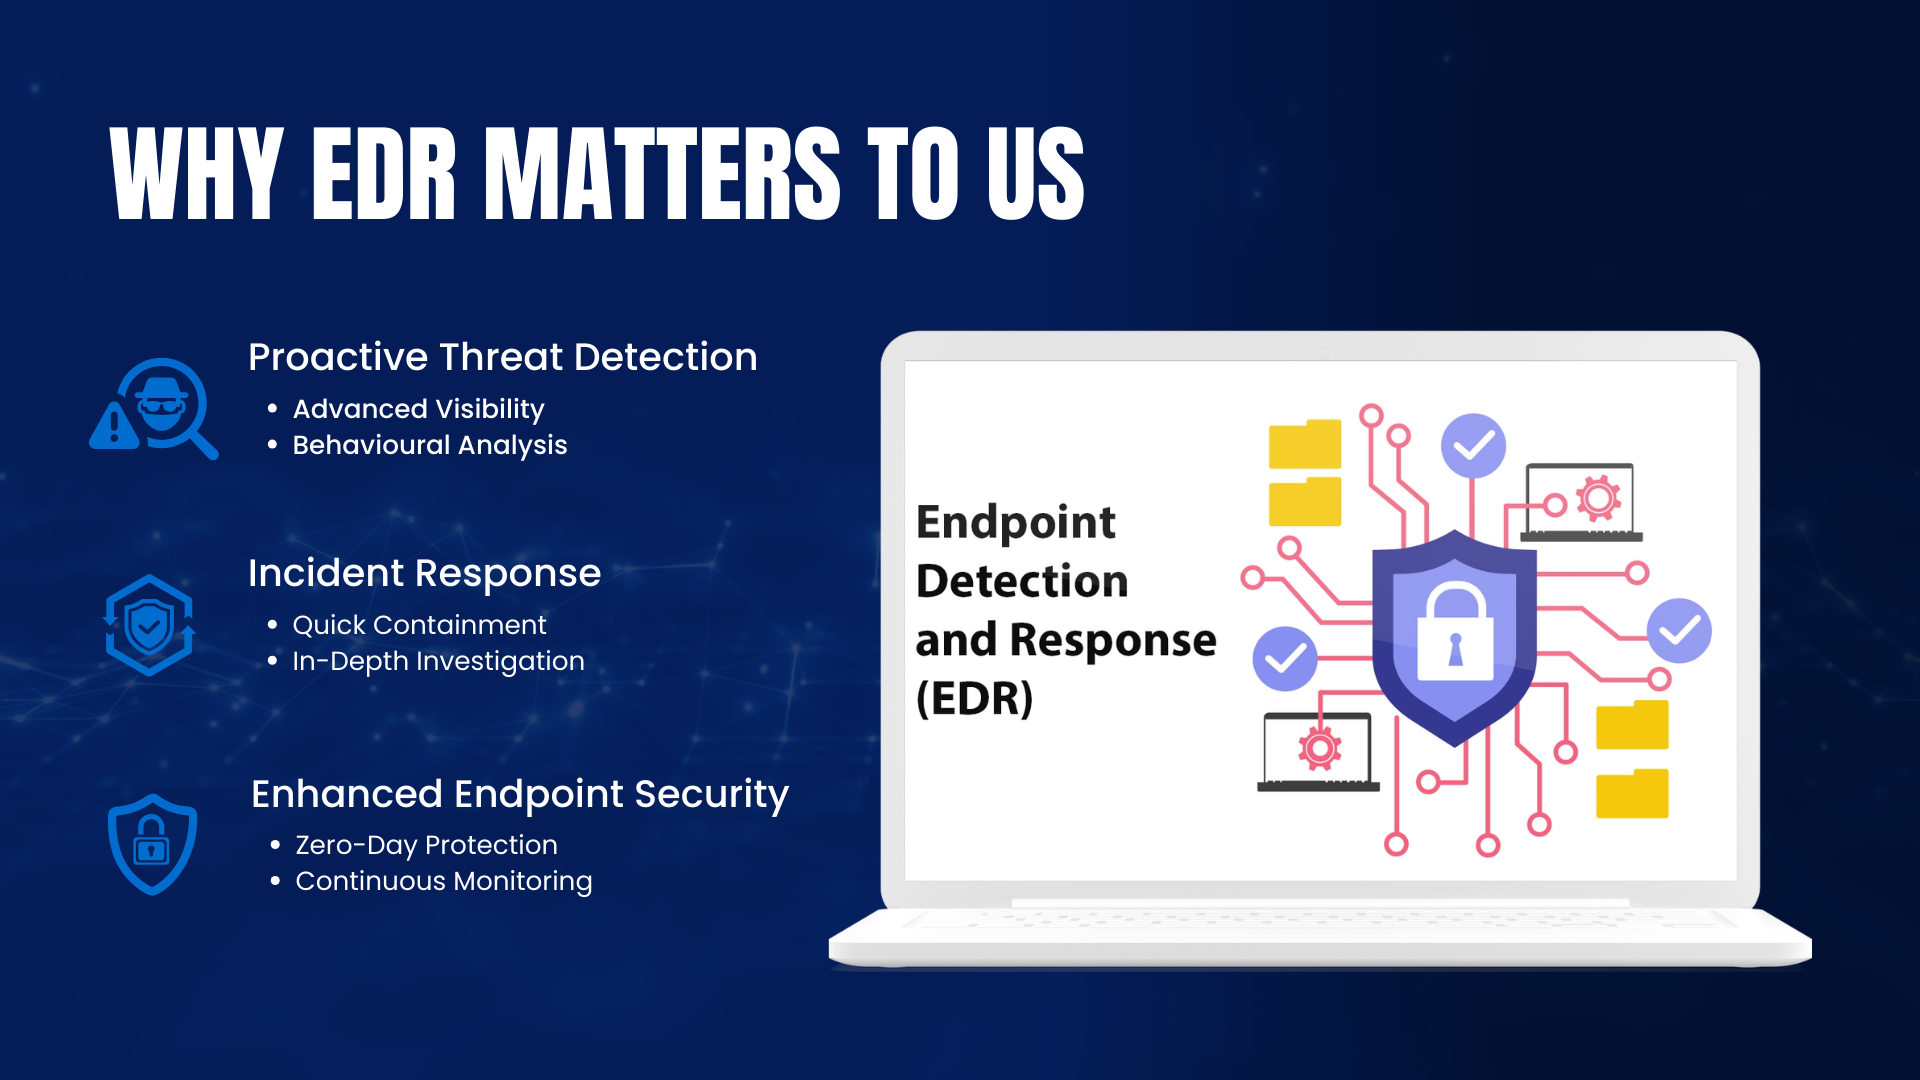 WHY EDR MATTERS TO US
Proactive Threat Detection
• Advanced Visibility
• Behavioural Analysis
Incident Response
• Quick Containment
• In-Depth Investigation
Enhanced Endpoint Security
• Zero-Day Protection
• Continuous Monitoring
Endpoint
Detection
and Response
(EDR)